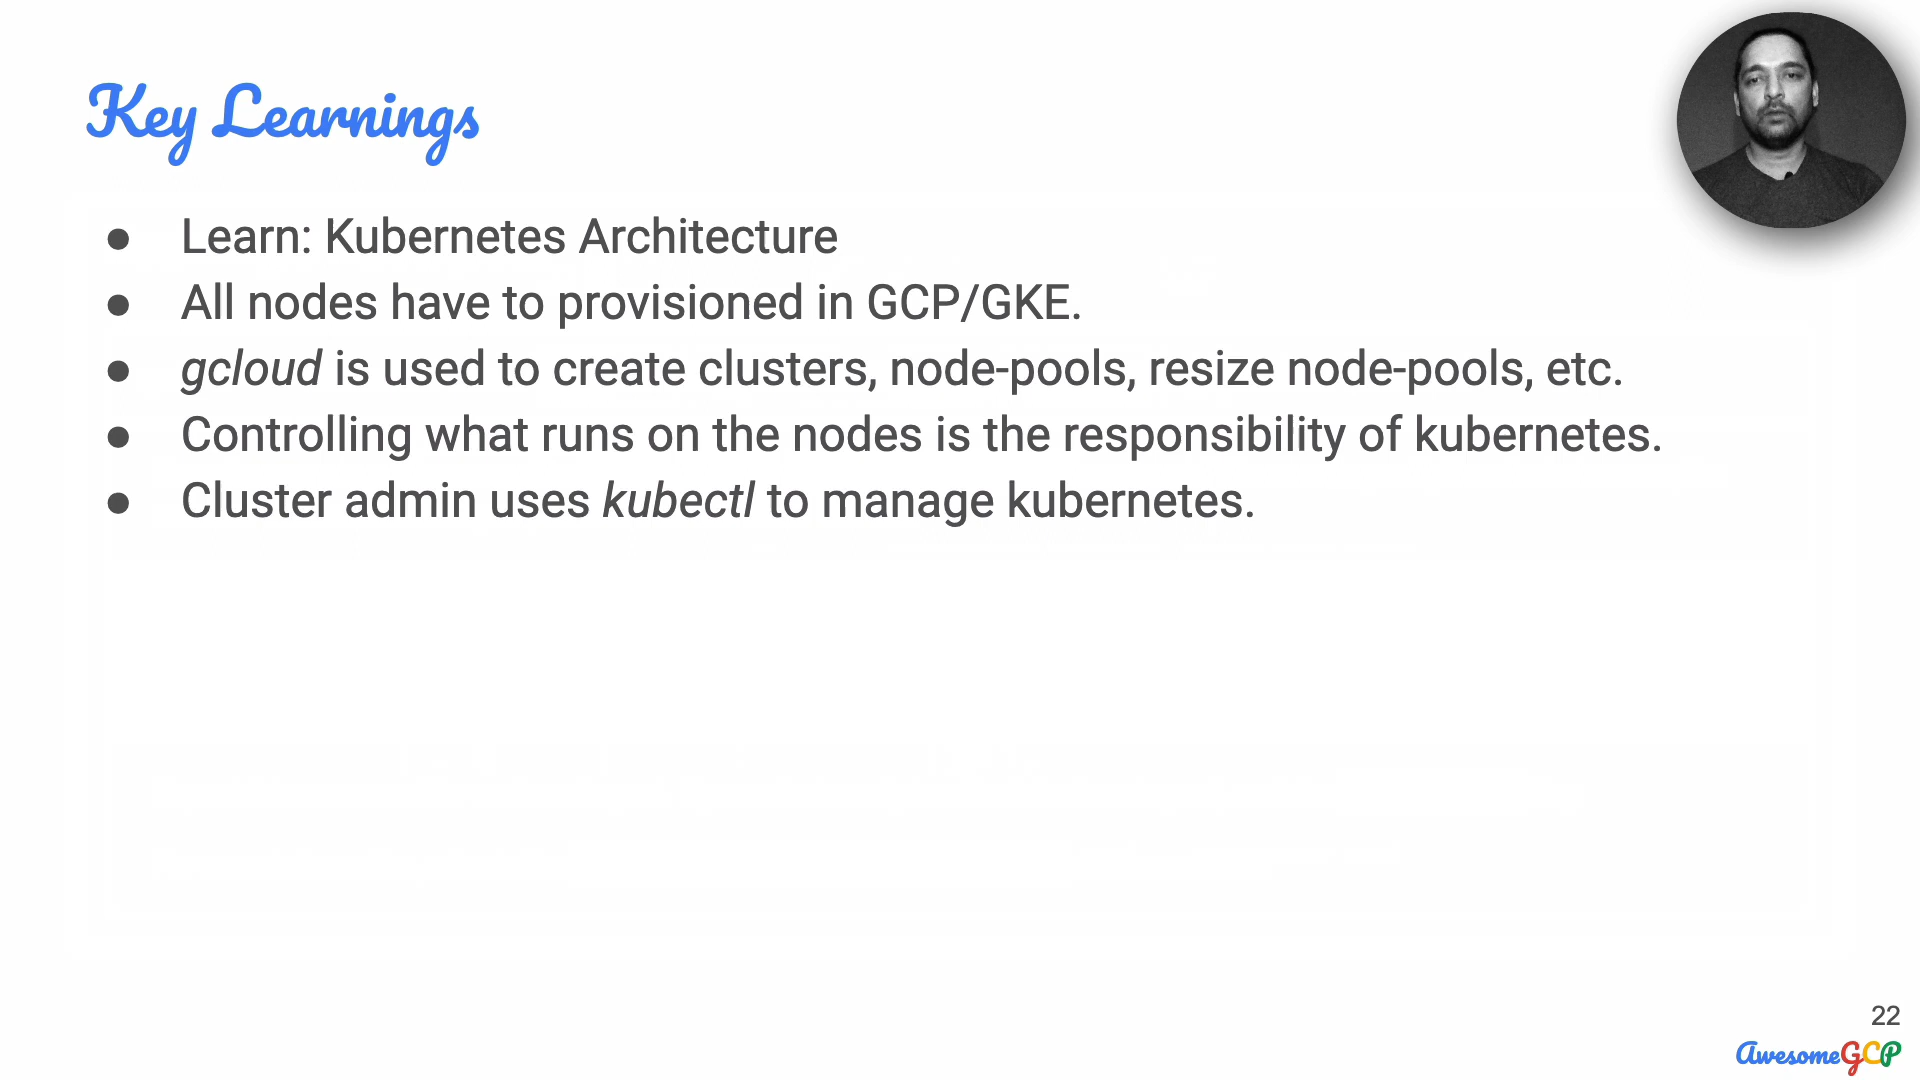 Key Learnings
● Learn: Kubernetes Architecture
● All nodes have to provisioned in GCP/GKE.
● gcloud is used to create clusters, node-pools, resize node-pools, etc.
● Controlling what runs on the nodes is the responsibility of kubernetes.
● Cluster admin uses kubectl to manage kubernetes.
22
AwesomeGCP